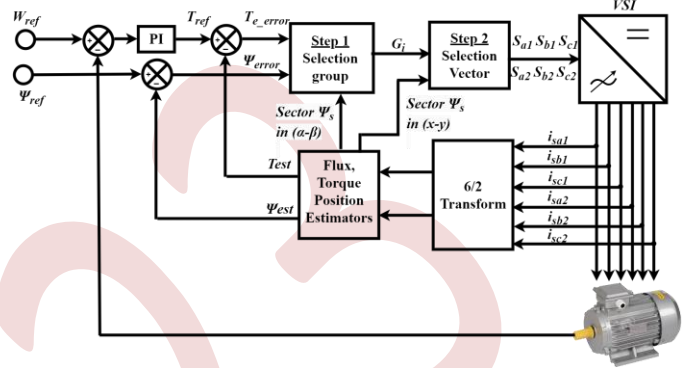 W_ref
T_ref
T_e_error
VSI
PI
Step 1
Selection
group
G_i
Step 2
Selection
Vector
S_a1 S_b1 S_c1
S_a2 S_b2 S_c2
Ψ_error
Ψ_ref
Sector Ψ_s
in (α-β)
Sector Ψ_s
in (x-y)
Test
Ψest
Flux,
Torque
Position
Estimators
6/2
Transform
i_sa1
i_sb1
i_sc1
i_sa2
i_sb2
i_sc2